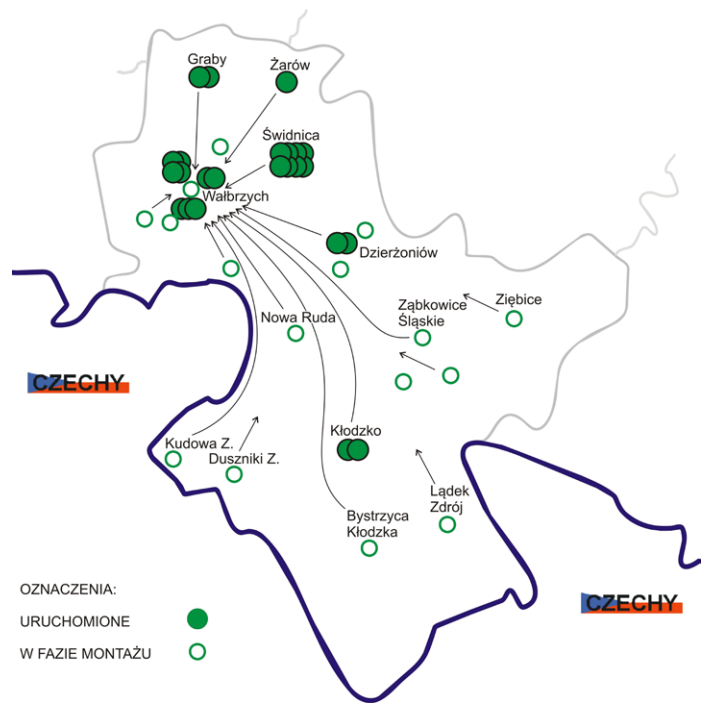 Graby
Żarów
Świdnica
Wałbrzych
Dzierżoniów
Nowa Ruda
Ząbkowice
Śląskie
Ziębice
CZECHY
Kłodzko
Kudowa Z.
Duszniki Z.
Lądek
Zdrój
Bystrzyca
Kłodzka
OZNACZENIA:
URUCHOMIONE
W FAZIE MONTAŻU
CZECHY